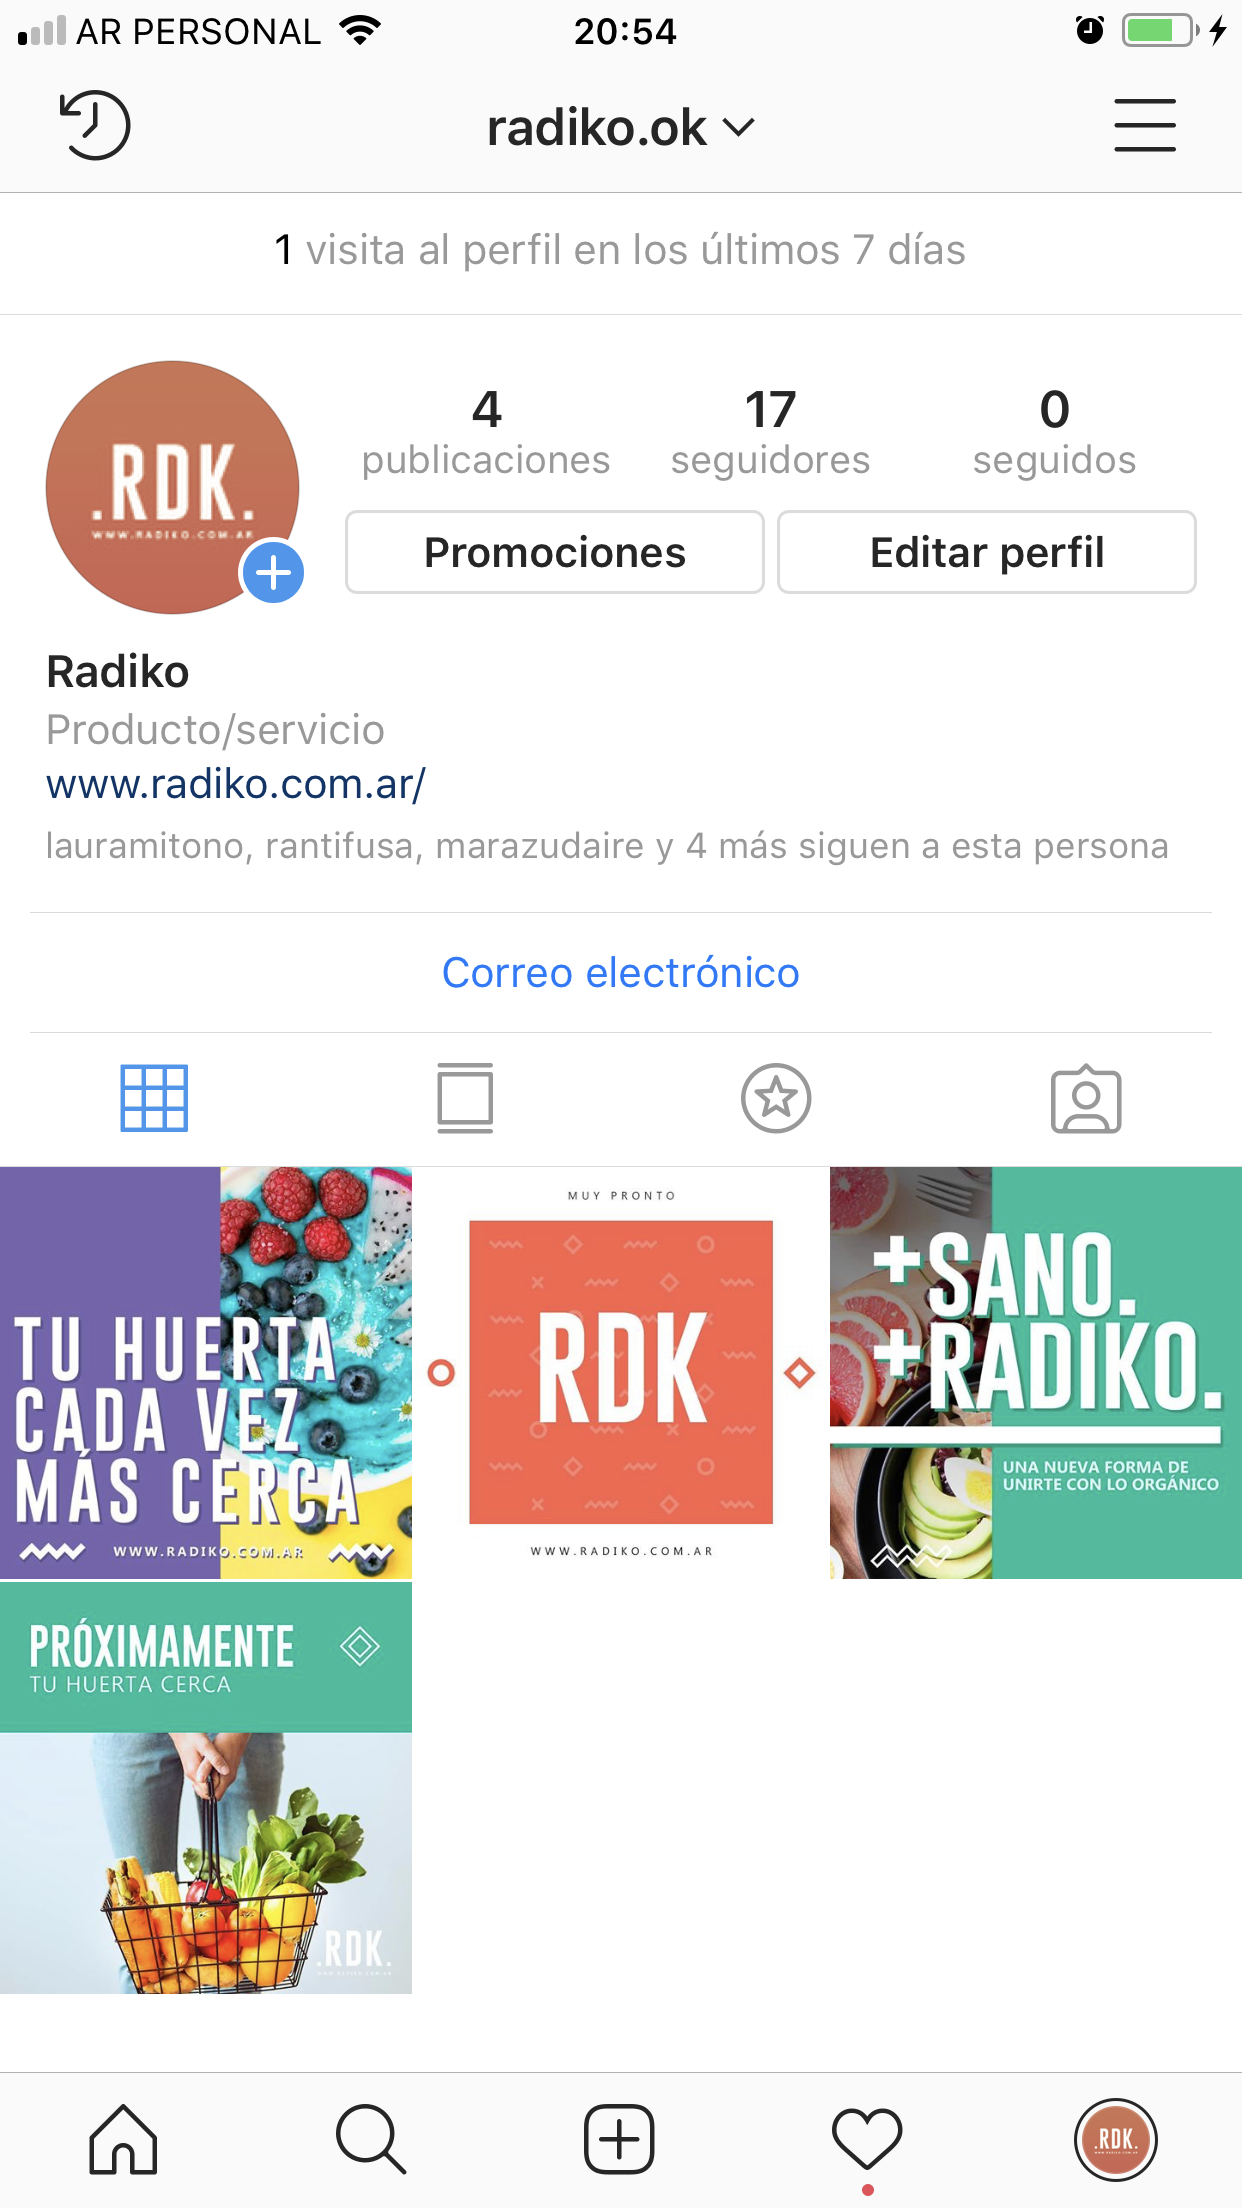 AR PERSONAL
20:54
radiko.ok
1 visita al perfil en los últimos 7 días
.RDK.
WWW.RADIKO.COM.AR
4
publicaciones
17
seguidores
0
seguidos
Promociones
Editar perfil
Radiko
Producto/servicio
www.radiko.com.ar/
lauramitono, rantifusa, marazudaire y 4 más siguen a esta persona
Correo electrónico
TU HUERTA
CADA VEZ
MÁS CERCA
WWW.RADIKO.COM.AR
MUY PRONTO
RDK
WWW.RADIKO.COM.AR
+SANO.
+RADIKO.
UNA NUEVA FORMA DE
UNIRTE CON LO ORGÁNICO
PRÓXIMAMENTE
TU HUERTA CERCA
.RDK.
WWW.RADIKO.COM.AR
.RDK.